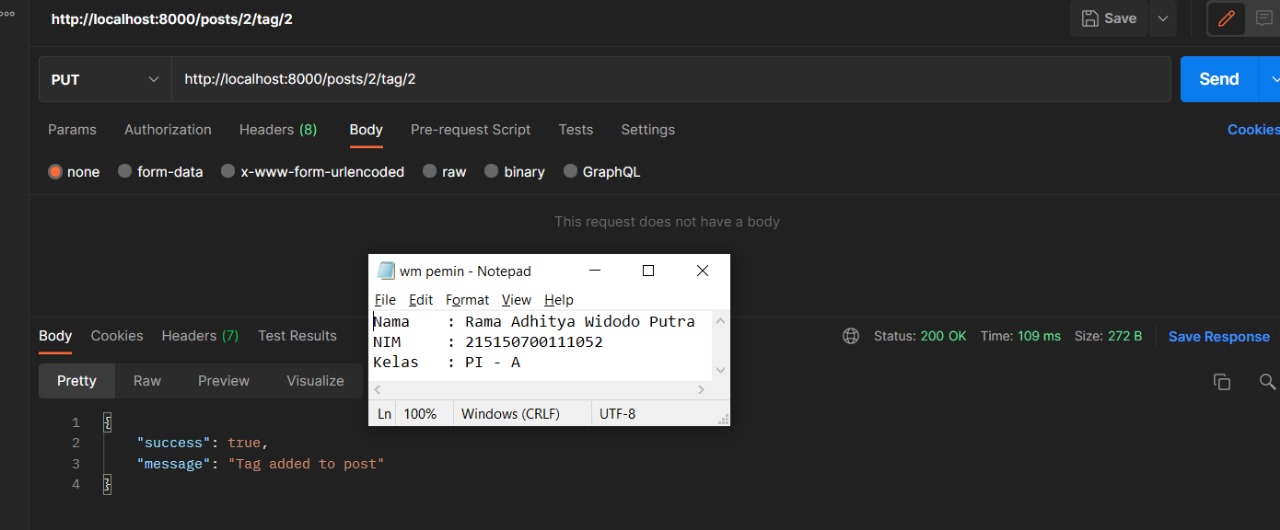 http://localhost:8000/posts/2/tag/2
Save
PUT
http://localhost:8000/posts/2/tag/2
Send
Params Authorization Headers (8) Body Pre-request Script Tests Settings Cookies
none form-data x-www-form-urlencoded raw binary GraphQL
This request does not have a body
wm pemin - Notepad
File Edit Format View Help
Nama : Rama Adhitya Widodo Putra
NIM : 215150700111052
Kelas : PI - A
Ln 100% Windows (CRLF) UTF-8
Body Cookies Headers (7) Test Results Status: 200 OK Time: 109 ms Size: 272 B Save Response
Pretty Raw Preview Visualize
1 {
2 "success": true,
3 "message": "Tag added to post"
4 }